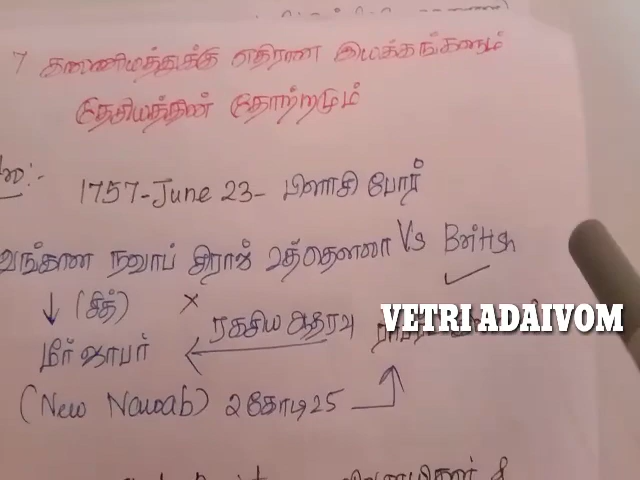 7 காலனியத்துக்கு எதிரான இயக்கங்களும்
தேசியத்தின் தோற்றமும்
1757-June 23- பிளாசி போர்
வங்காள நவாப் சிராஜ் உத்தௌலா Vs British
↓ (சித்) × ✓
ரகசிய ஆதரவு
VETRI ADAIVOM
மீர் ஜாபர் ←
(New Nawab) 2கோடி25